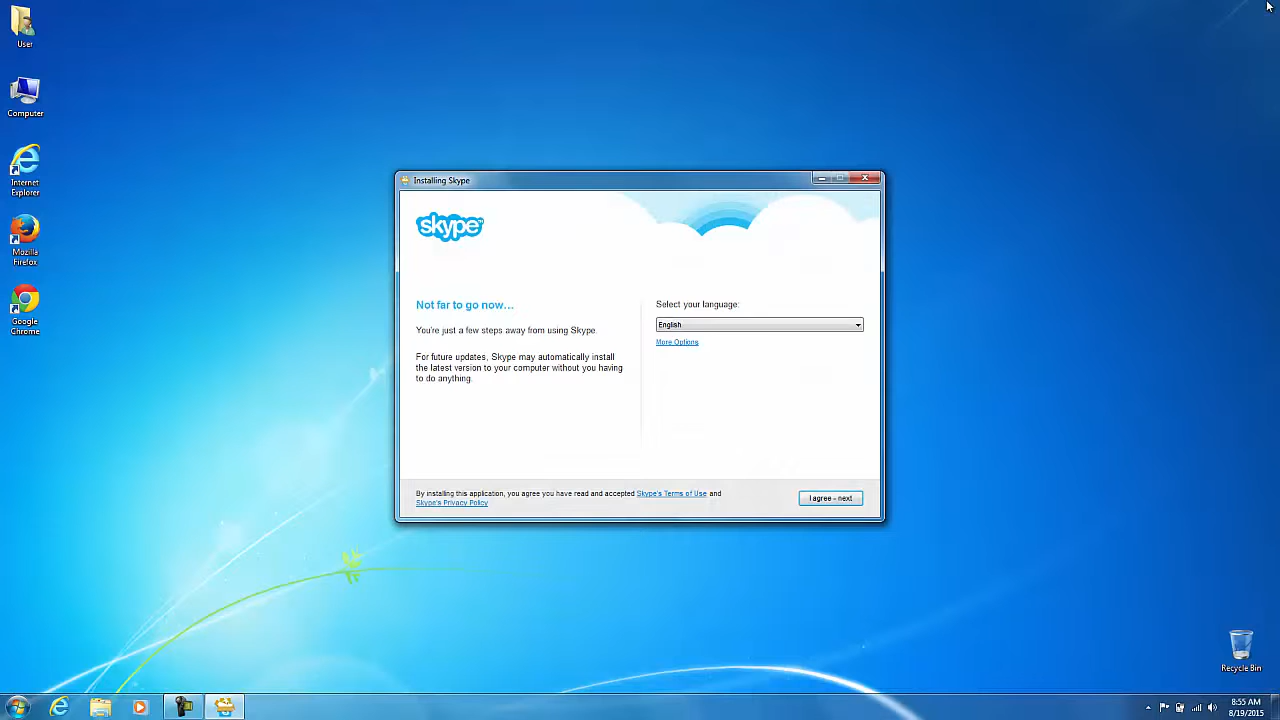 User
Computer
Internet
Explorer
Mozilla
Firefox
Google
Chrome
Installing Skype
skype
Not far to go now…
You're just a few steps away from using Skype.
For future updates, Skype may automatically install
the latest version to your computer without you having
to do anything.
Select your language:
English
More Options
By installing this application, you agree you have read and accepted Skype's Terms of Use and
Skype's Privacy Policy
I agree - next
Recycle Bin
8:55 AM
8/19/2015